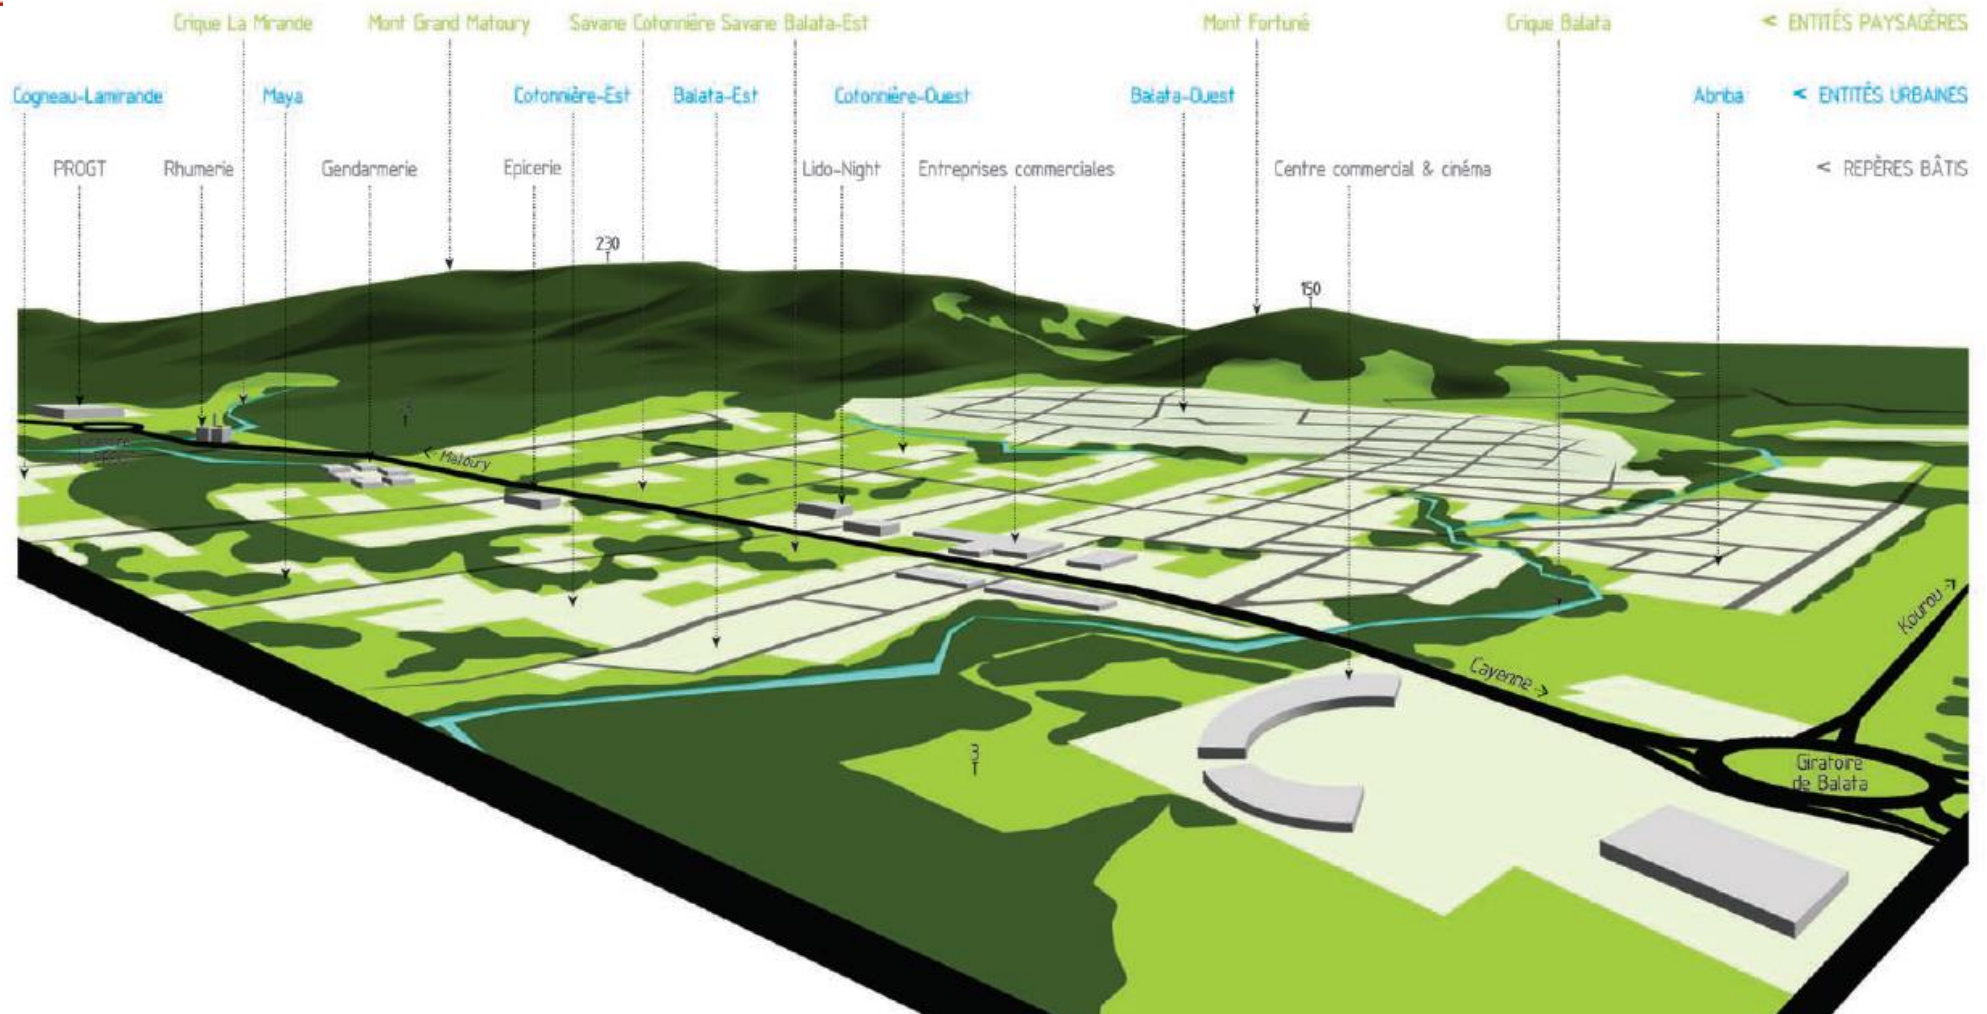 Crique La Mirande Mont Grand Matoury Savane Cotonnière Savane Balata-Est Mont Fortuné Crique Balata < ENTITÉS PAYSAGÈRES
Cogneau-Lamirande Maya Cotonnière-Est Balata-Est Cotonnière-Ouest Balata-Ouest Abriba < ENTITÉS URBAINES
PROGT Rhumerie Gendarmerie Epicerie Lido-Night Entreprises commerciales Centre commercial & cinéma < REPÈRES BÂTIS
230
150
< Matoury
Kourou ->
Cayenne ->
3
Giratoire
de Balata